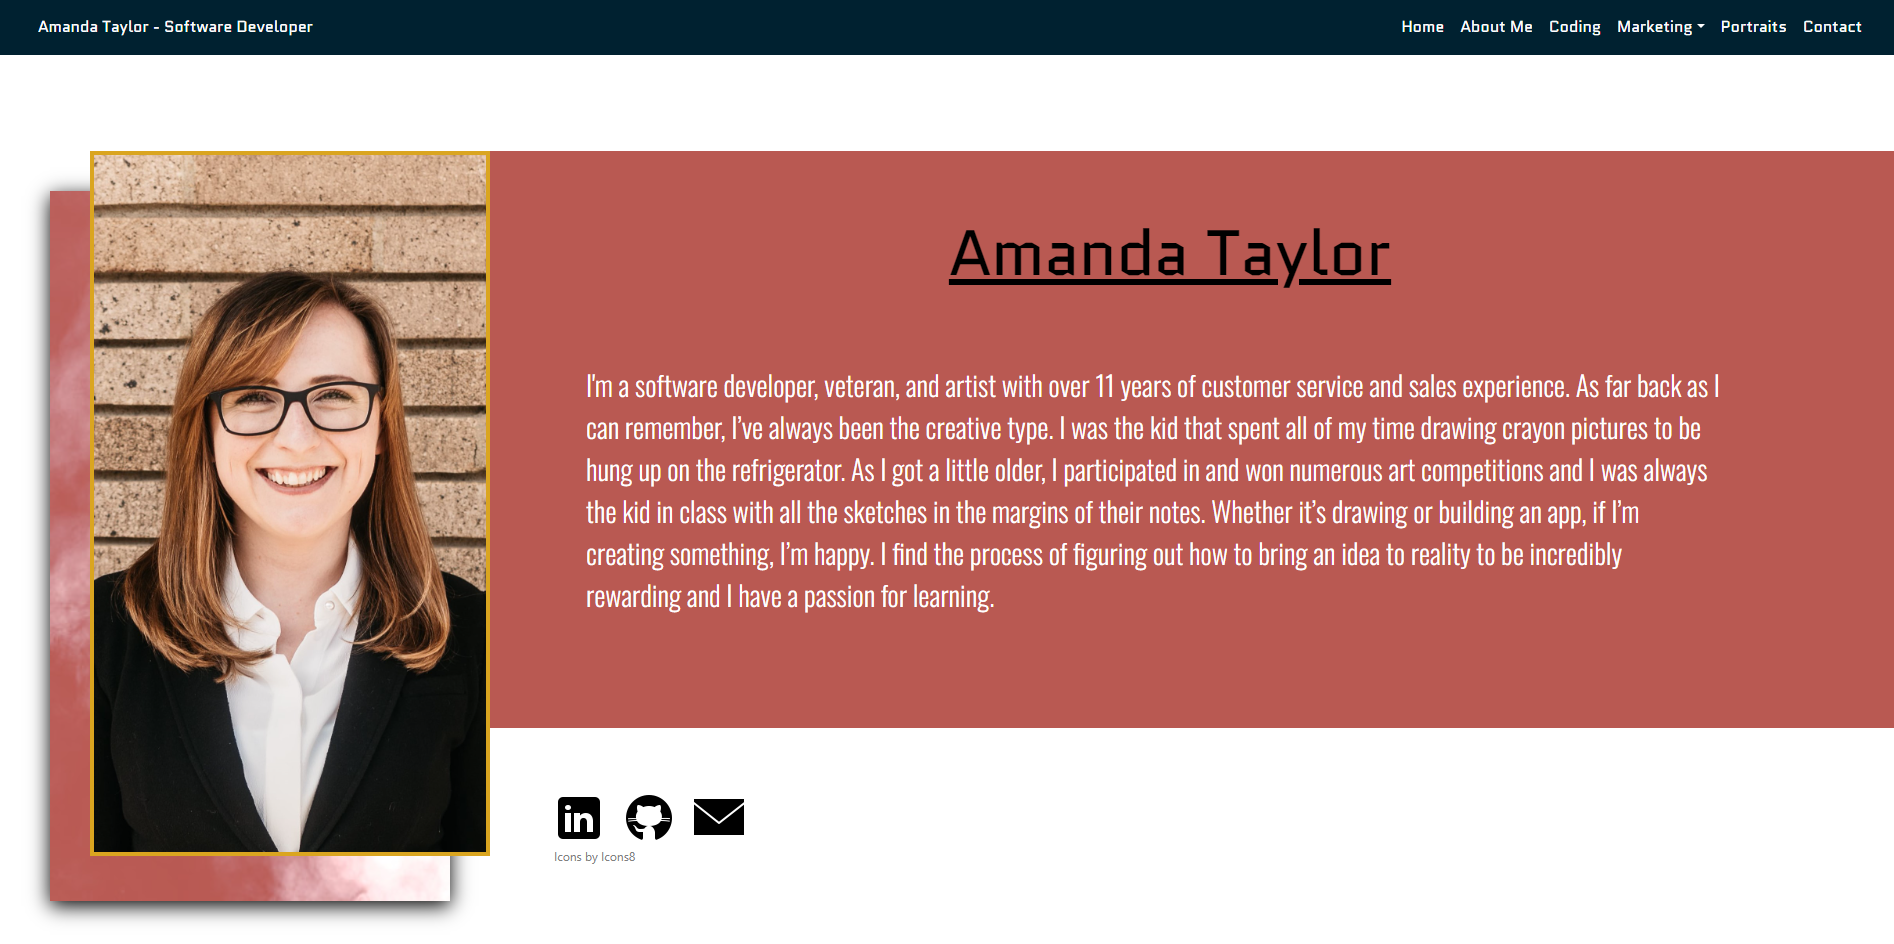 Amanda Taylor - Software Developer
Home About Me Coding Marketing Portraits Contact
Amanda Taylor
I'm a software developer, veteran, and artist with over 11 years of customer service and sales experience. As far back as I
can remember, I’ve always been the creative type. I was the kid that spent all of my time drawing crayon pictures to be
hung up on the refrigerator. As I got a little older, I participated in and won numerous art competitions and I was always
the kid in class with all the sketches in the margins of their notes. Whether it’s drawing or building an app, if I’m
creating something, I’m happy. I find the process of figuring out how to bring an idea to reality to be incredibly
rewarding and I have a passion for learning.
in
Icons by Icons8